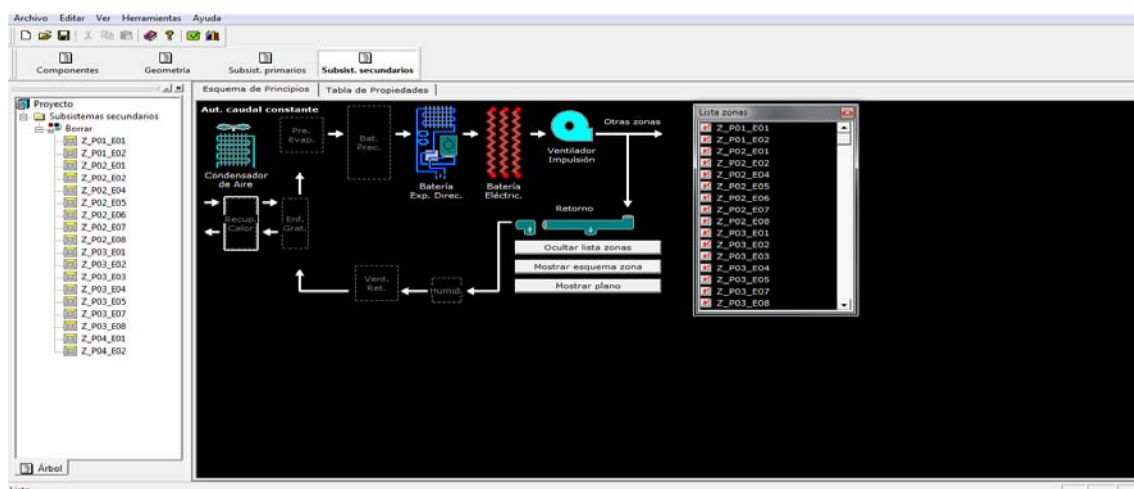 Archivo Editar Ver Herramientas Ayuda
Componentes Geometría Subsist. primarios Subsist. secundarios
Esquema de Principios Tabla de Propiedades
Proyecto
Subsistemas secundarios
Borrar
Z_P01_E01
Z_P01_E02
Z_P02_E01
Z_P02_E02
Z_P02_E04
Z_P02_E05
Z_P02_E06
Z_P02_E07
Z_P02_E08
Z_P03_E01
Z_P03_E02
Z_P03_E03
Z_P03_E04
Z_P03_E05
Z_P03_E07
Z_P03_E08
Z_P04_E01
Z_P04_E02
Árbol
Aut. caudal constante
Condensador
de Aire
Pre.
Evap.
Bat.
Prec.
Batería
Exp. Direc.
Batería
Eléctric.
Ventilador
Impulsión
Otras zonas
Recup.
Calor
Enf.
Grat.
Retorno
Ocultar lista zonas
Mostrar esquema zona
Mostrar plano
Vent.
Ret.
Humid.
Lista zonas
Z_P01_E01
Z_P01_E02
Z_P02_E01
Z_P02_E02
Z_P02_E04
Z_P02_E05
Z_P02_E06
Z_P02_E07
Z_P02_E08
Z_P03_E01
Z_P03_E02
Z_P03_E03
Z_P03_E04
Z_P03_E05
Z_P03_E07
Z_P03_E08